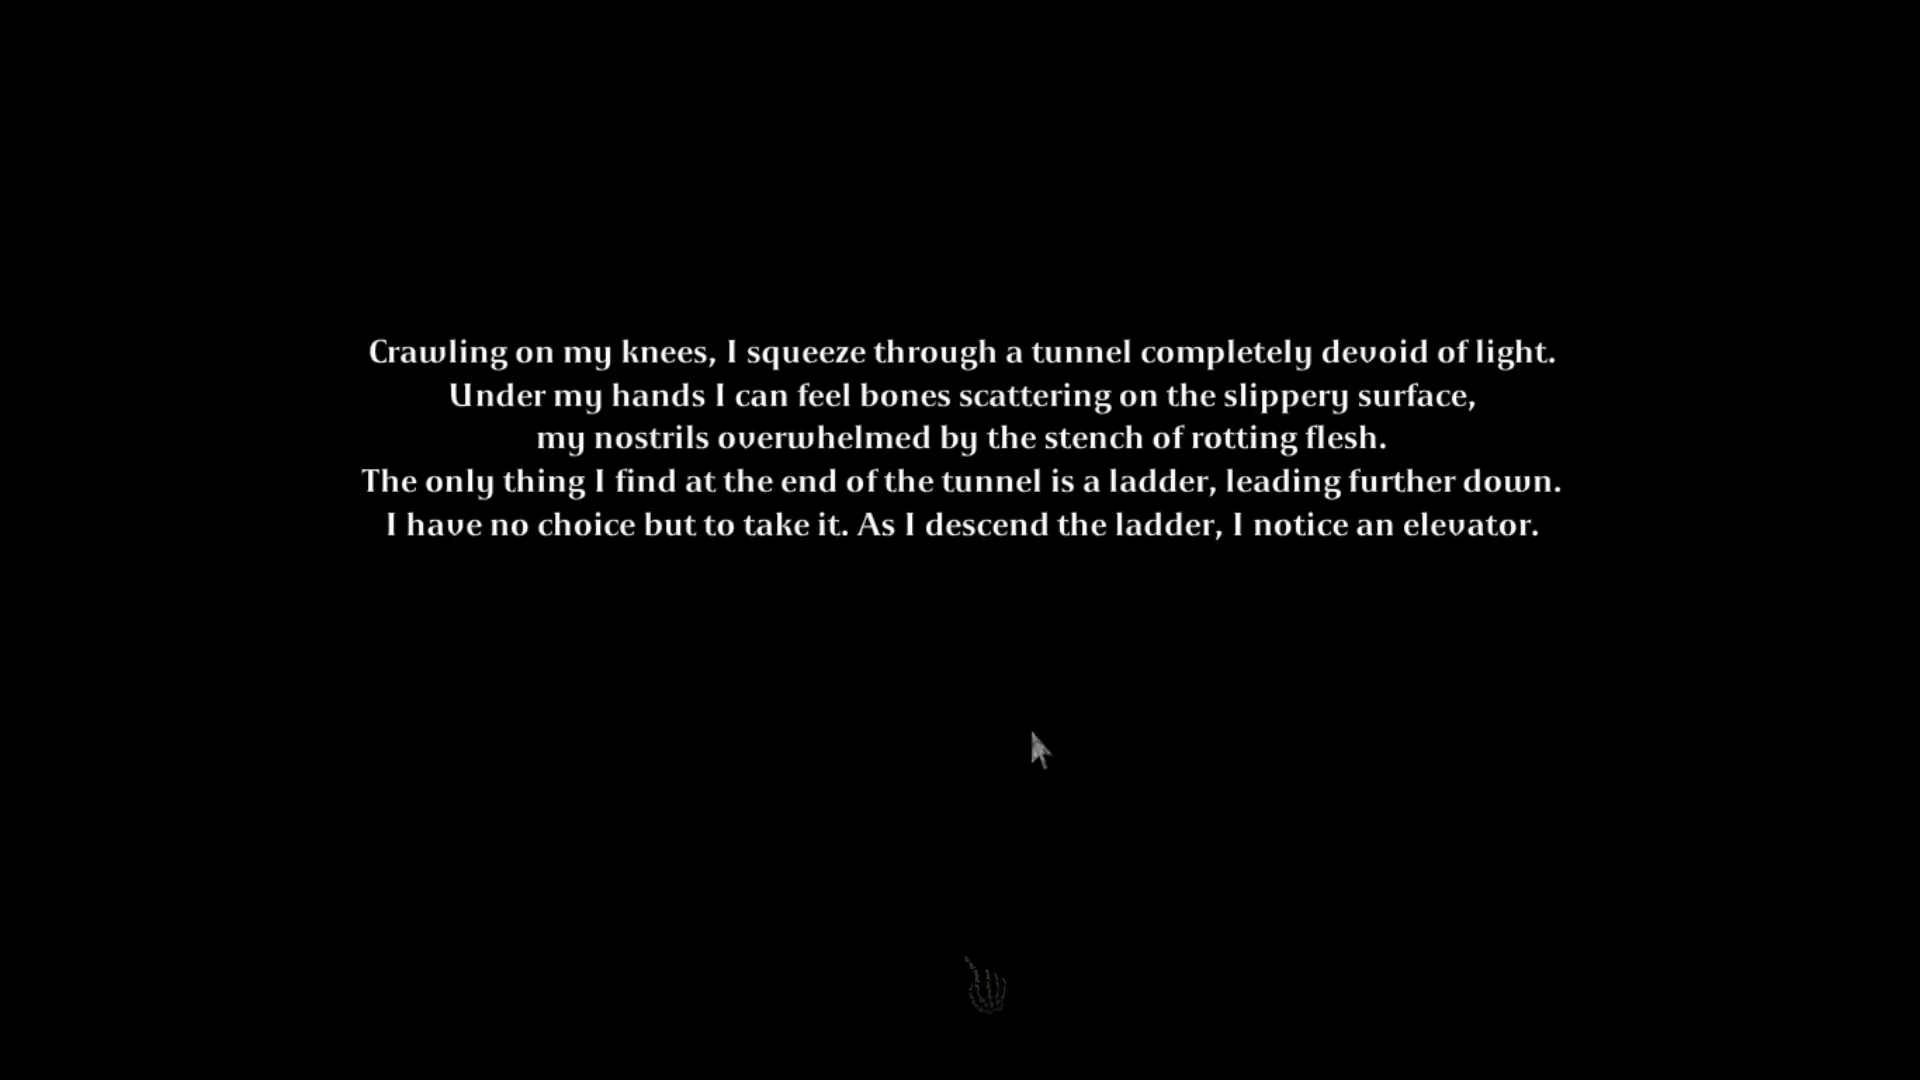 Crawling on my knees, I squeeze through a tunnel completely devoid of light.
Under my hands I can feel bones scattering on the slippery surface,
my nostrils overwhelmed by the stench of rotting flesh.
The only thing I find at the end of the tunnel is a ladder, leading further down.
I have no choice but to take it. As I descend the ladder, I notice an elevator.